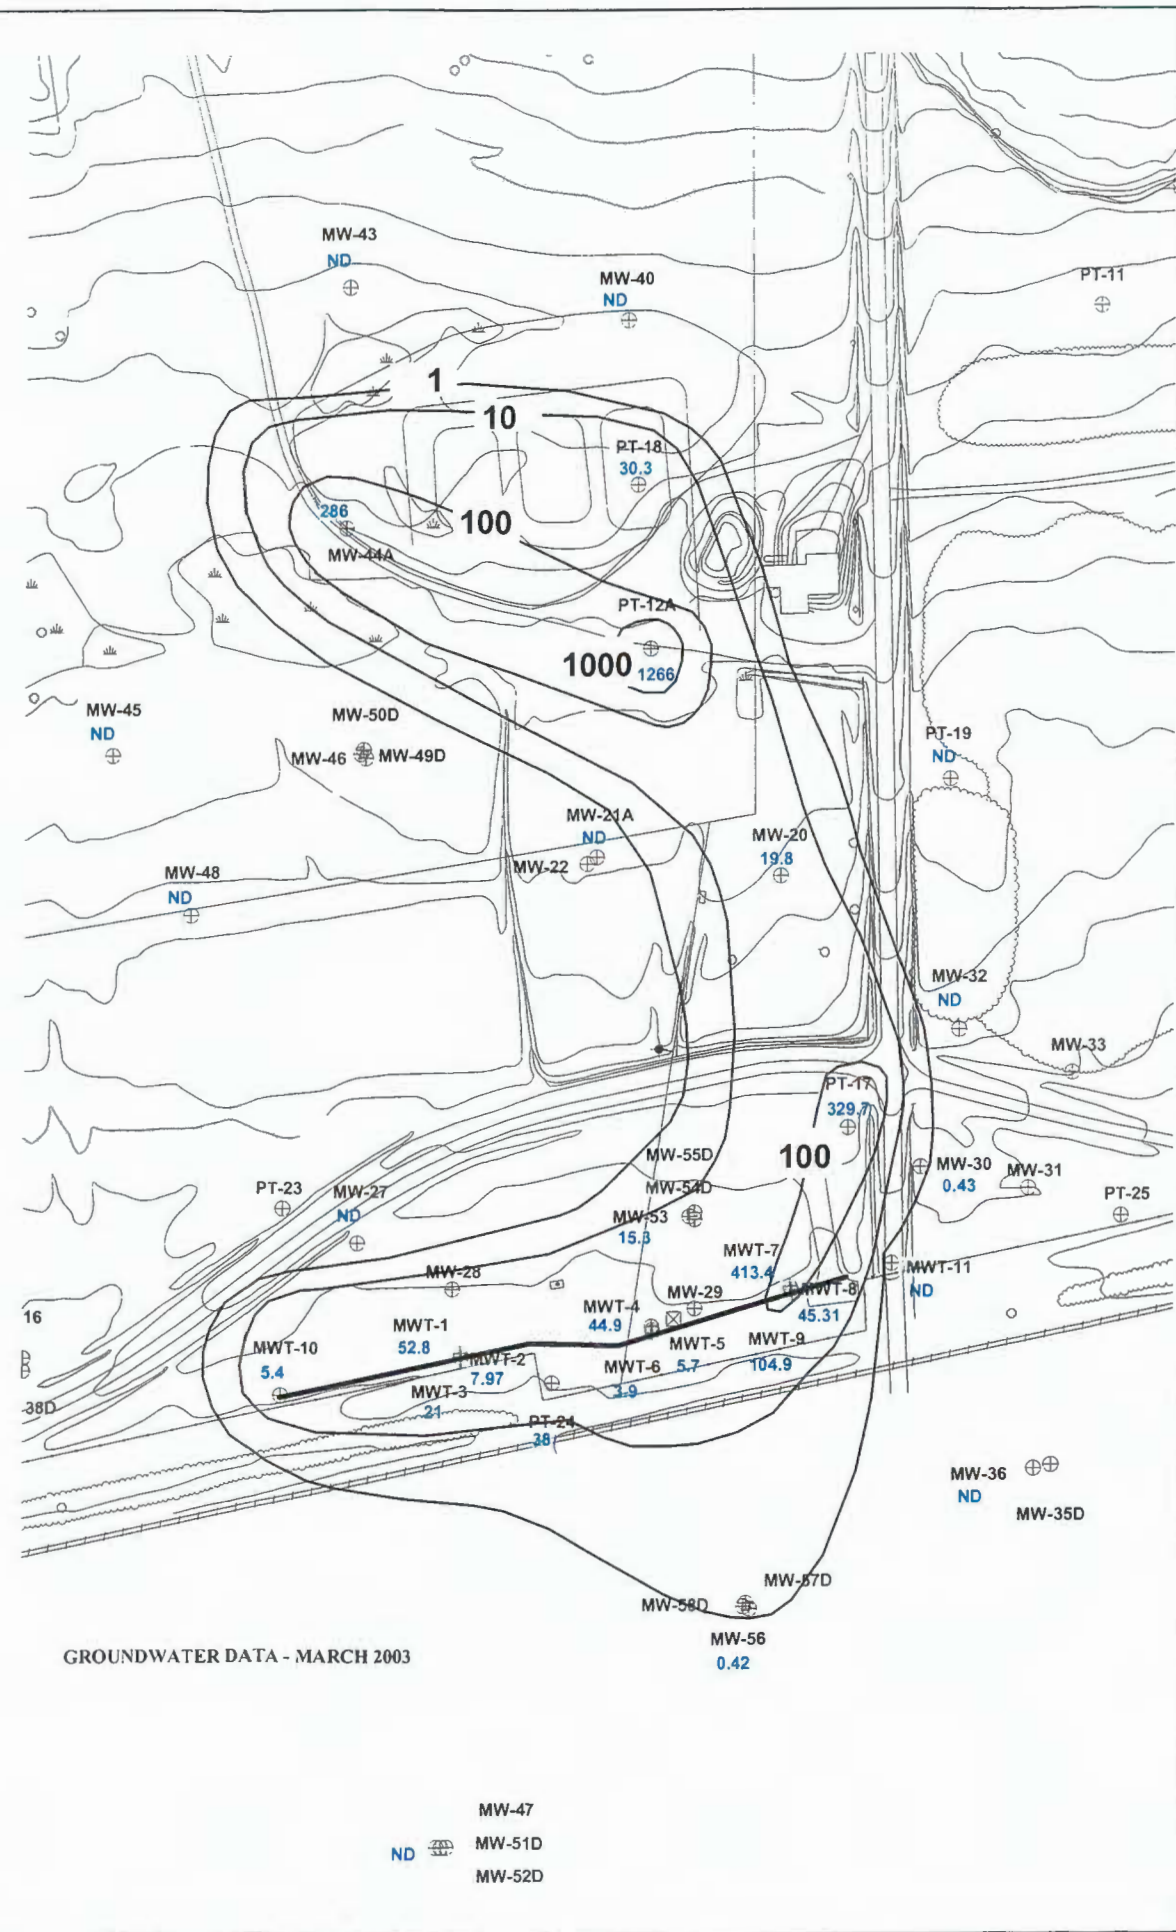 MW-43
ND
MW-40
ND
PT-11
1
10
PT-18
30.3
286
100
MW-44A
PT-12A
1000
1266
MW-45
ND
MW-50D
MW-46
MW-49D
PT-19
ND
MW-21A
ND
MW-22
MW-20
19.8
MW-48
ND
MW-32
ND
MW-33
PT-17
329.7
MW-55D
100
MW-54D
MW-30
0.43
MW-31
PT-23
MW-27
ND
PT-25
MW-53
15.3
MWT-7
413.4
MW-28
MWT-11
ND
MW-29
MWT-8
45.31
16
MWT-4
44.9
MWT-1
52.8
MWT-10
5.4
MWT-2
7.97
MWT-5
5.7
MWT-9
104.9
MWT-6
3.9
MWT-3
21
38D
PT-24
38
MW-36
ND
MW-35D
MW-57D
MW-58D
MW-56
0.42
GROUNDWATER DATA - MARCH 2003
MW-47
ND
MW-51D
MW-52D